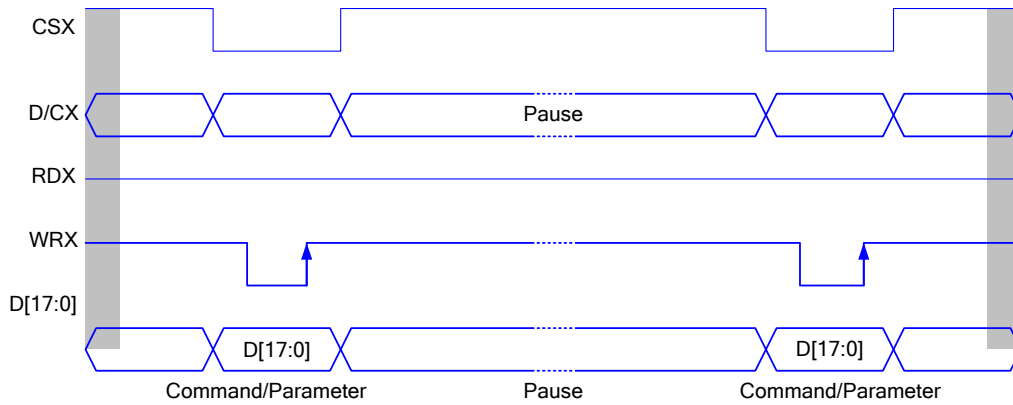 CSX
D/CX
Pause
RDX
WRX
D[17:0]
D[17:0]
D[17:0]
Command/Parameter
Pause
Command/Parameter